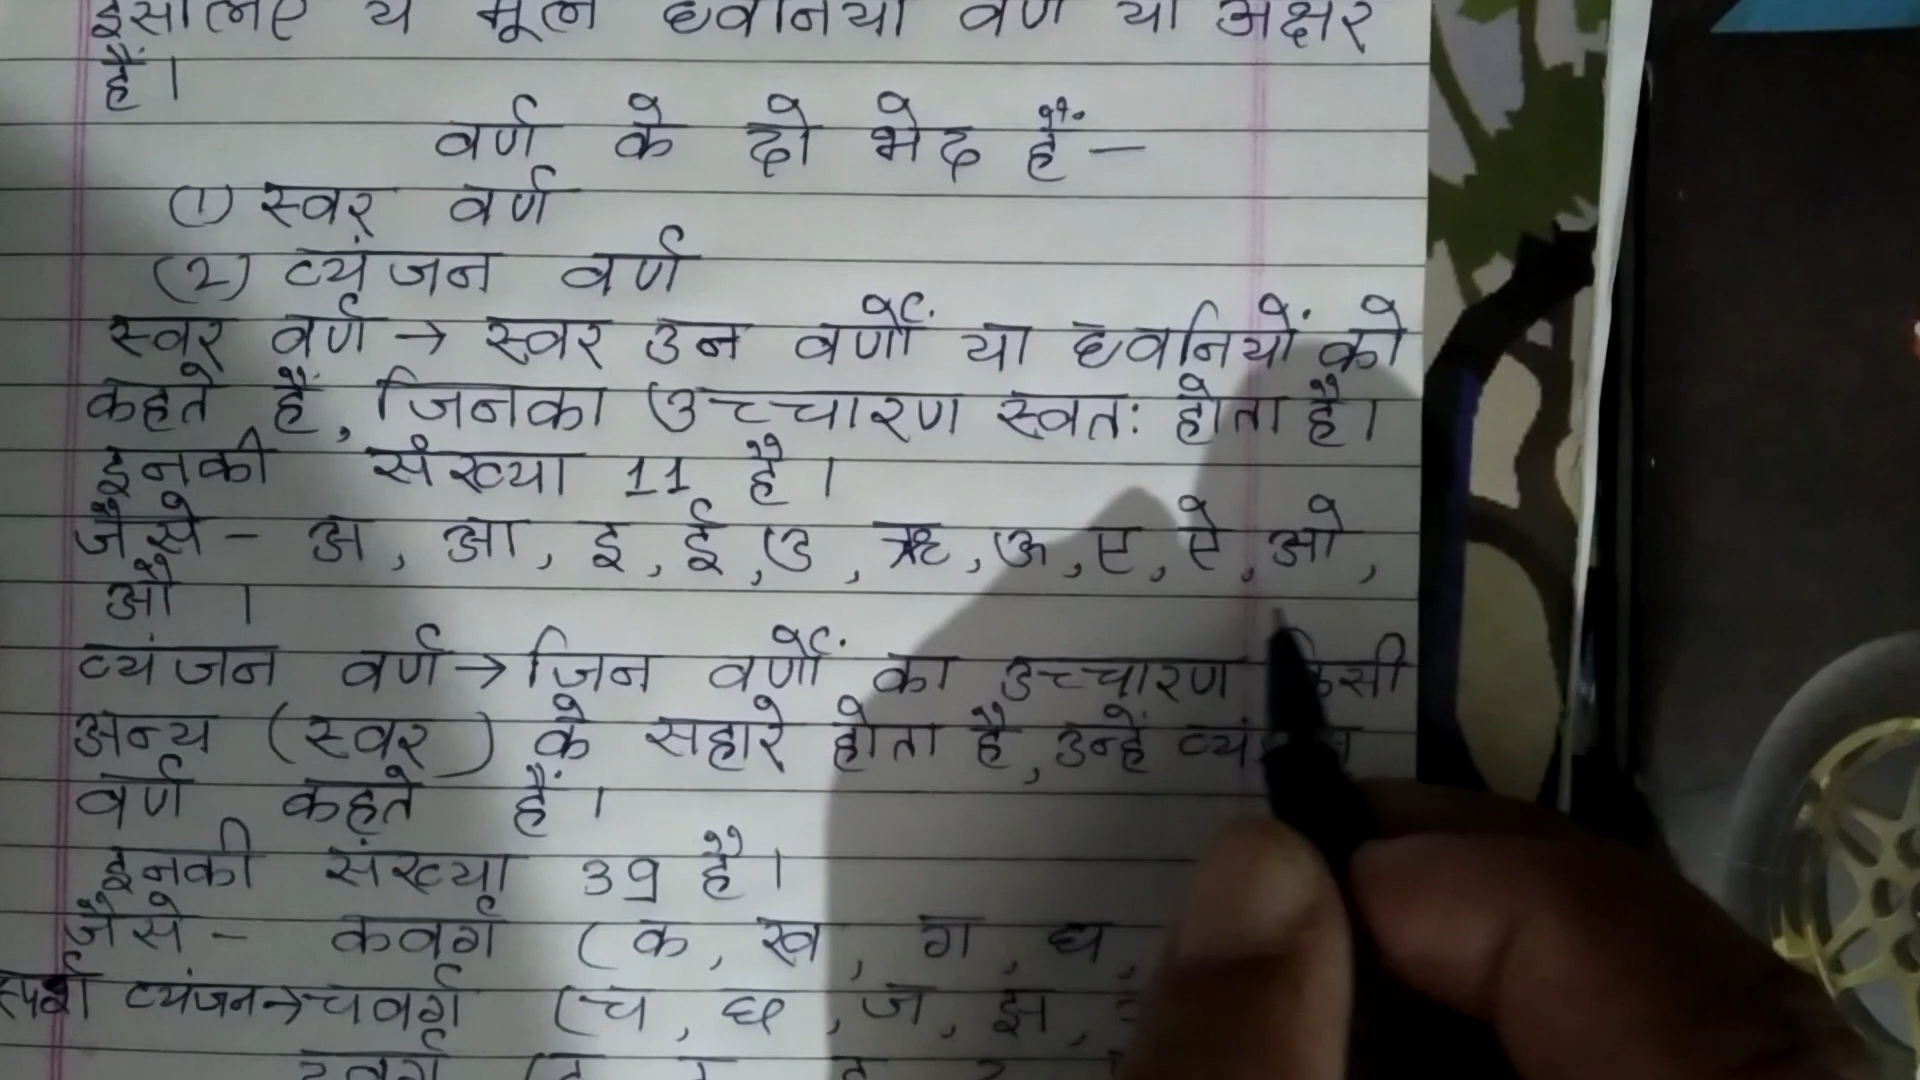 इसलिए ये मूल ध्वनियाँ वर्ण या अक्षर
हैं।
वर्ण के दो भेद हैं-
(1) स्वर वर्ण
(2) व्यंजन वर्ण
स्वर वर्ण → स्वर उन वर्णों या ध्वनियों को
कहते हैं, जिनका उच्चारण स्वतः होता है।
इनकी संख्या 11 है।
जैसे - अ, आ, इ, ई, उ, ऋ, ऊ, ए, ऐ, ओ,
औ।
व्यंजन वर्ण → जिन वर्णों का उच्चारण किसी
अन्य (स्वर) के सहारे होता है, उन्हें
वर्ण कहते हैं।
इनकी संख्या 39 है।
जैसे - कवर्ग (क, ख, ग, घ,
स्पर्श व्यंजन→चवर्ग (च, छ, ज, झ,